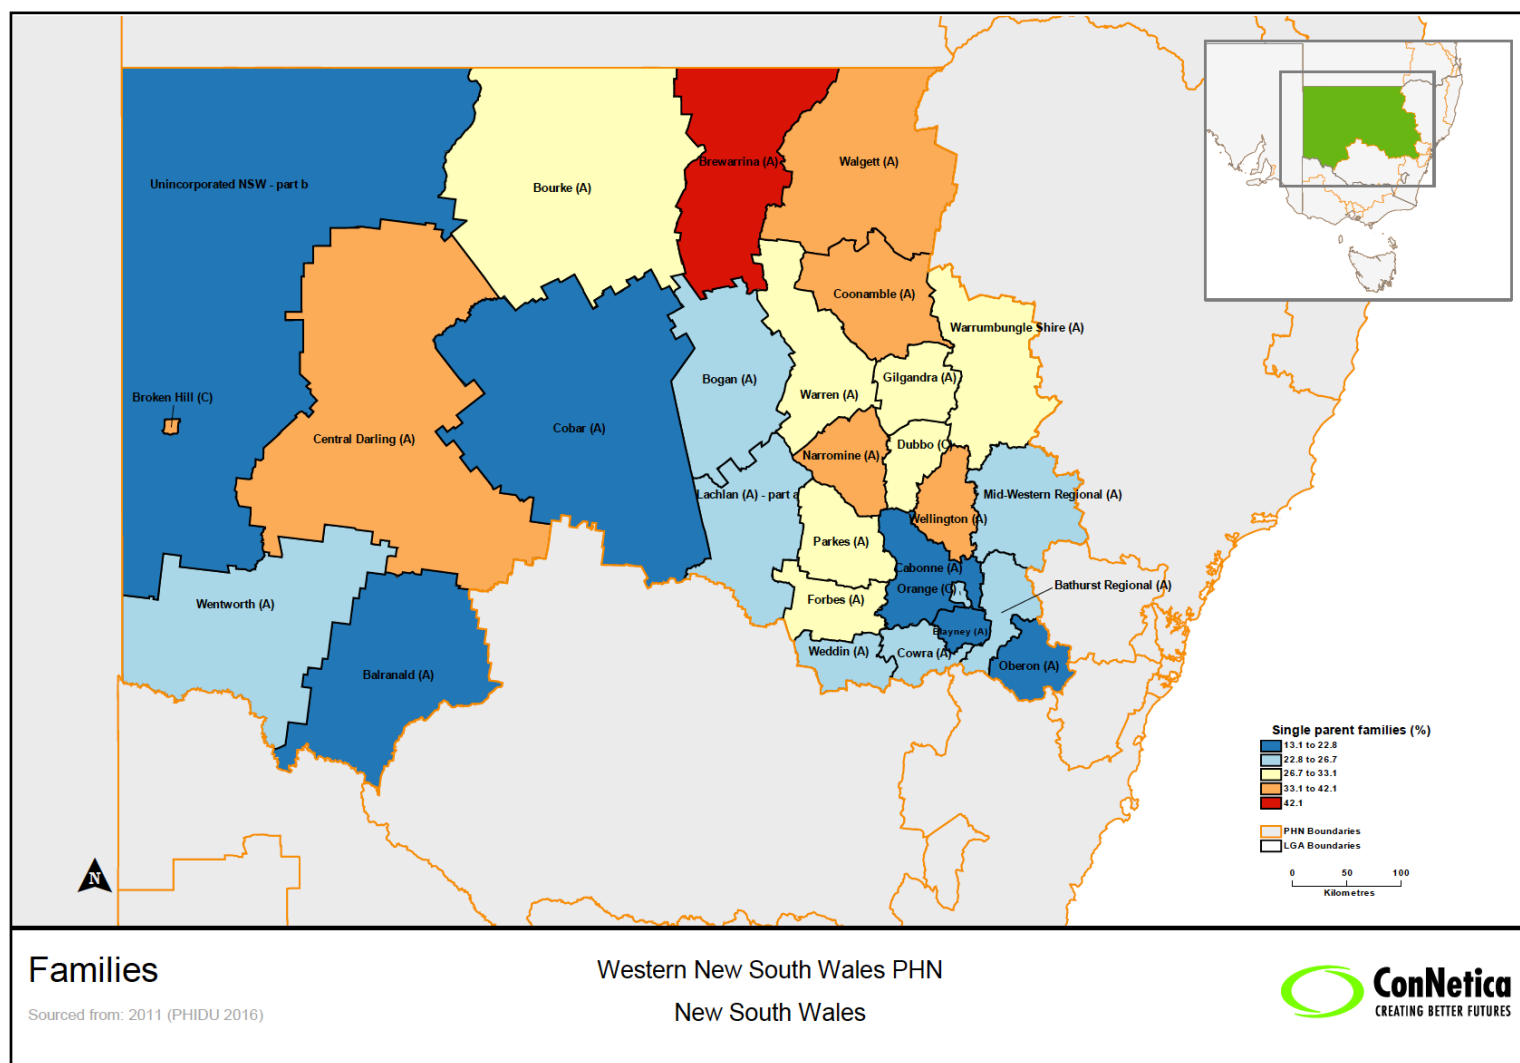 Unincorporated NSW - part b
Bourke (A)
Brewarrina (A)
Walgett (A)
Coonamble (A)
Warrumbungle Shire (A)
Broken Hill (C)
Central Darling (A)
Cobar (A)
Bogan (A)
Warren (A)
Gilgandra (A)
Dubbo (C)
Narromine (A)
Lachlan (A) - part a
Mid-Western Regional (A)
Wellington (A)
Parkes (A)
Cabonne (A)
Orange (C)
Bathurst Regional (A)
Wentworth (A)
Forbes (A)
Blayney (A)
Weddin (A)
Cowra (A)
Oberon (A)
Balranald (A)
Single parent families (%)
13.1 to 22.8
22.8 to 26.7
26.7 to 33.1
33.1 to 42.1
42.1
PHN Boundaries
LGA Boundaries
0 50 100
Kilometres
N
Families
Sourced from: 2011 (PHIDU 2016)
Western New South Wales PHN
New South Wales
ConNetica
CREATING BETTER FUTURES